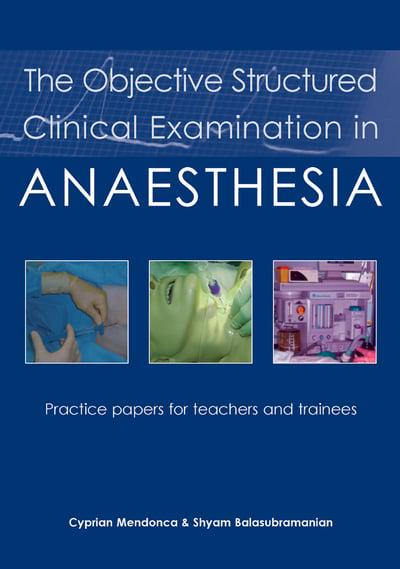 The Objective Structured
Clinical Examination in
ANAESTHESIA
Practice papers for teachers and trainees
Cyprian Mendonca & Shyam Balasubramanian